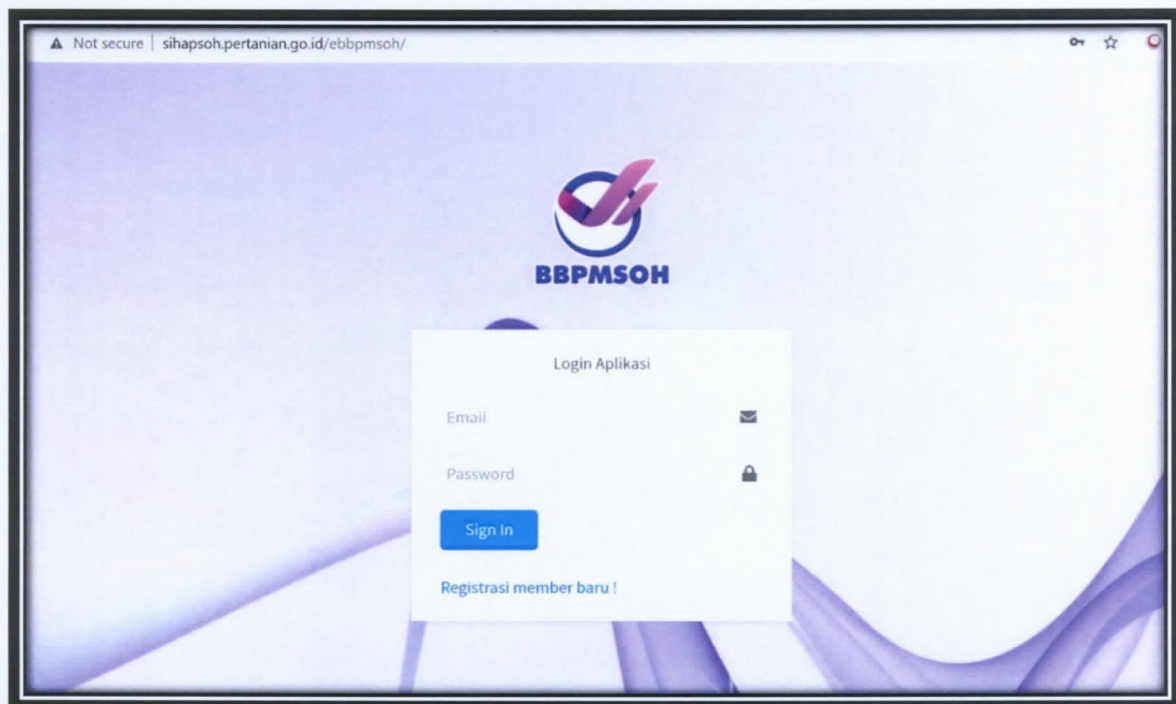 Not secure | sihapsoh.pertanian.go.id/ebbpmsoh/
BBPMSOH
Login Aplikasi
Email
Password
Sign In
Registrasi member baru !